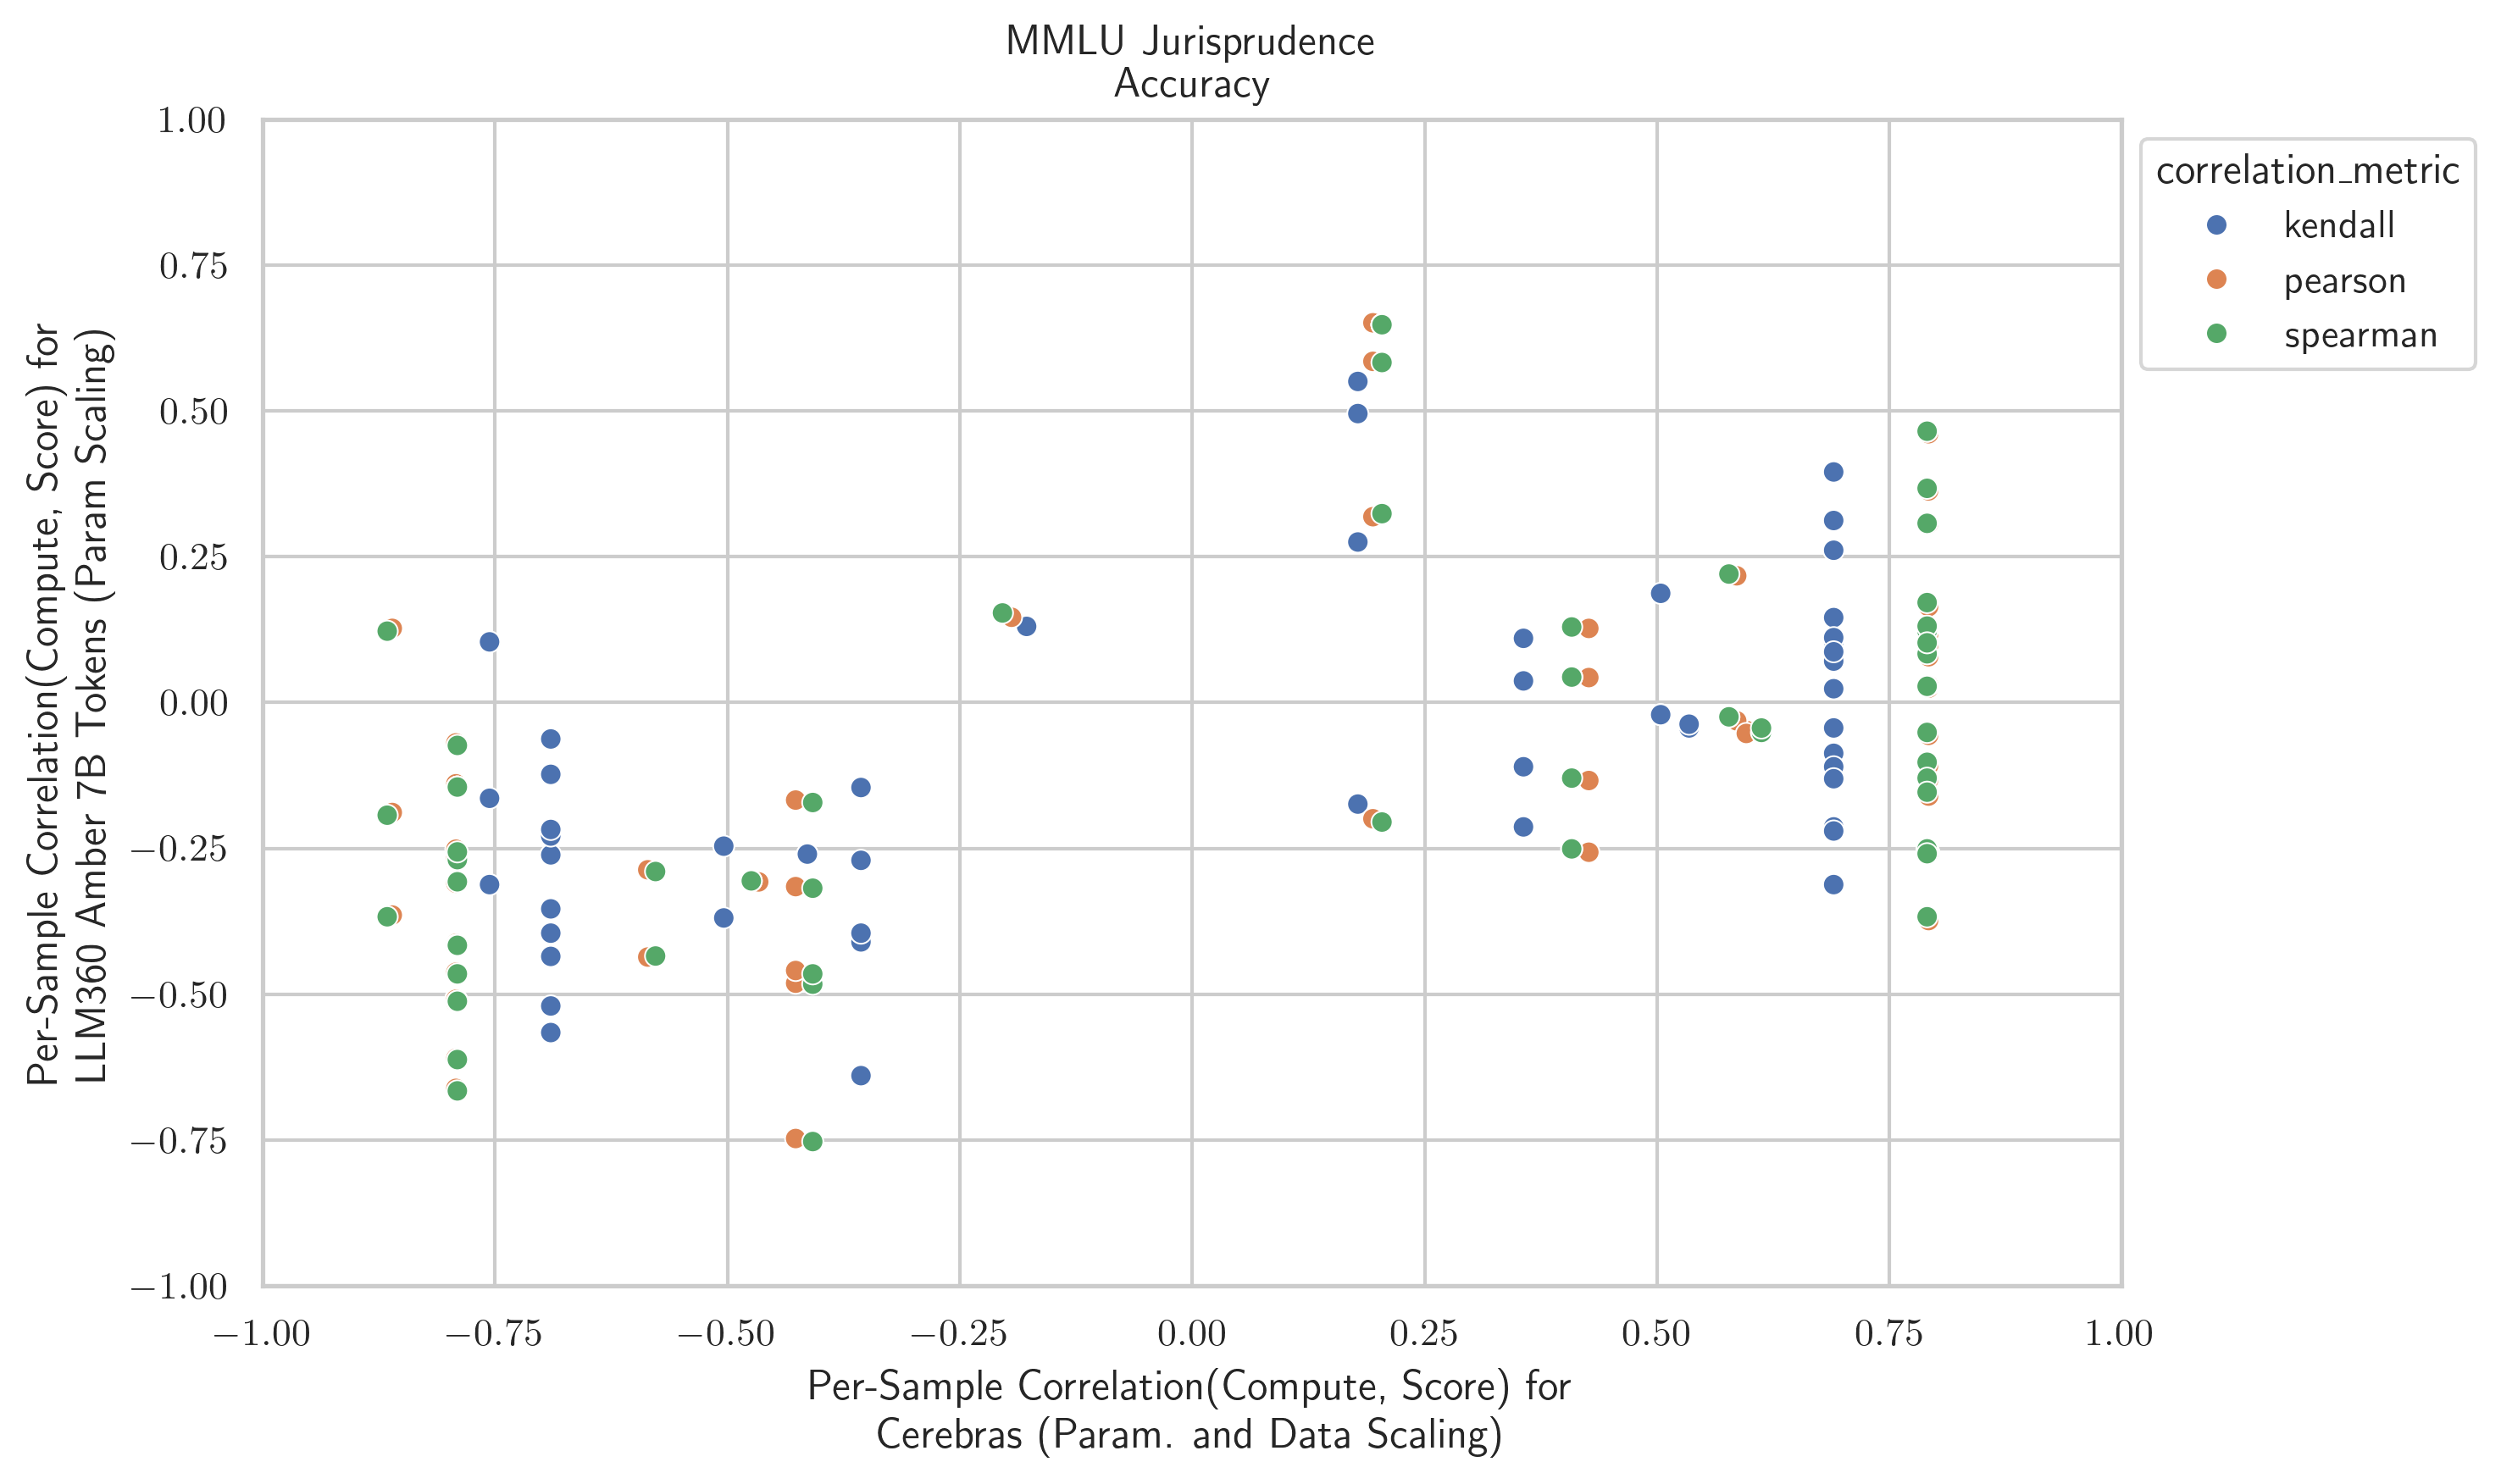 MMLU Jurisprudence
Accuracy
Per-Sample Correlation(Compute, Score) for
LLM360 Amber 7B Tokens (Param Scaling)
1.00
0.75
0.50
0.25
0.00
−0.25
−0.50
−0.75
−1.00
−1.00 −0.75 −0.50 −0.25 0.00 0.25 0.50 0.75 1.00
Per-Sample Correlation(Compute, Score) for
Cerebras (Param. and Data Scaling)
correlation_metric
kendall
pearson
spearman